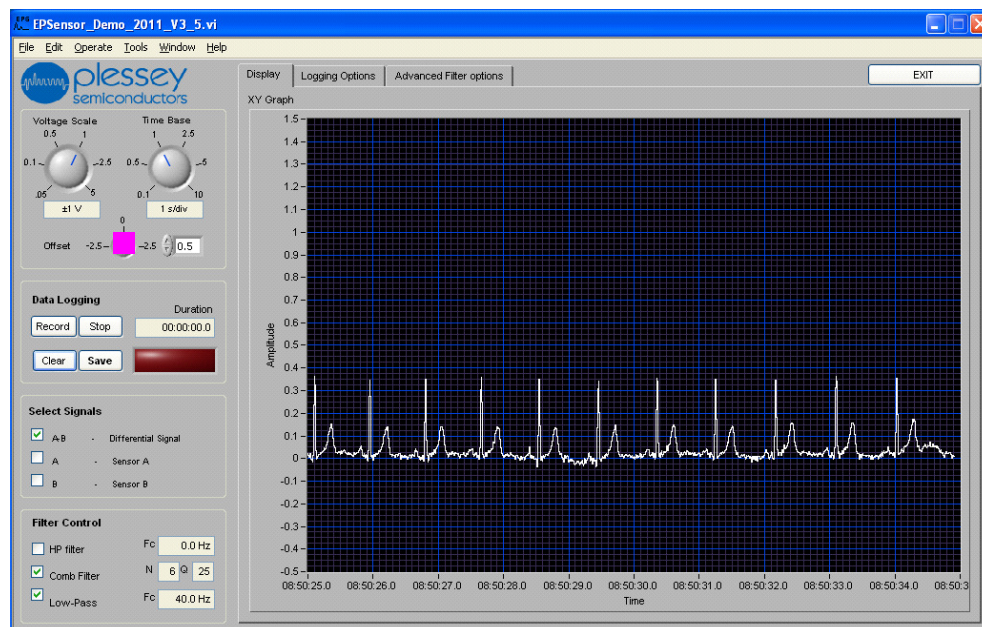 EPSensor_Demo_2011_V3_5.vi
File Edit Operate Tools Window Help
plessey
semiconductors
Display Logging Options Advanced Filter options EXIT
XY Graph
Voltage Scale Time Base
0.5 1 1 2.5
0.1 2.5 0.5 5
.05 5 0.1 10
±1 V 1 s/div
0
Offset -2.5 2.5 0.5
Data Logging
Duration
Record Stop 00:00:00.0
Clear Save
Select Signals
A-B - Differential Signal
A - Sensor A
B - Sensor B
Filter Control
HP filter Fc 0.0 Hz
Comb Filter N 6 Q 25
Low-Pass Fc 40.0 Hz
Amplitude
1.5
1.4
1.3
1.2
1.1
1
0.9
0.8
0.7
0.6
0.5
0.4
0.3
0.2
0.1
0
-0.1
-0.2
-0.3
-0.4
-0.5
08:50:25.0 08:50:26.0 08:50:27.0 08:50:28.0 08:50:29.0 08:50:30.0 08:50:31.0 08:50:32.0 08:50:33.0 08:50:34.0 08:50:3
Time